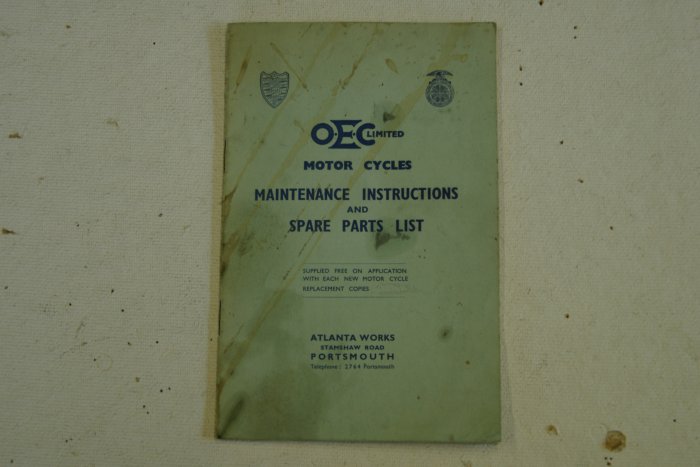 O·E·C LIMITED
MOTOR CYCLES
MAINTENANCE INSTRUCTIONS
AND
SPARE PARTS LIST
SUPPLIED FREE ON APPLICATION
WITH EACH NEW MOTOR CYCLE
REPLACEMENT COPIES
ATLANTA WORKS
STAMSHAW ROAD
PORTSMOUTH
Telephone: 2764 Portsmouth